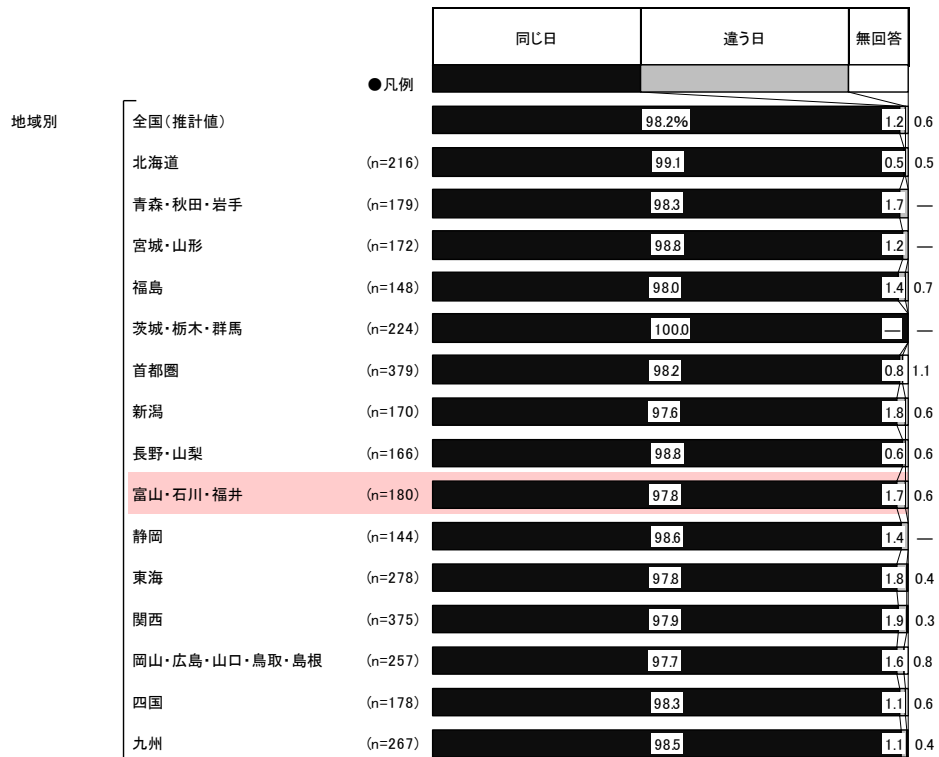 同じ日 違う日 無回答
●凡例
地域別 全国(推計値) 98.2% 1.2 0.6
北海道 (n=216) 99.1 0.5 0.5
青森・秋田・岩手 (n=179) 98.3 1.7 —
宮城・山形 (n=172) 98.8 1.2 —
福島 (n=148) 98.0 1.4 0.7
茨城・栃木・群馬 (n=224) 100.0 — —
首都圏 (n=379) 98.2 0.8 1.1
新潟 (n=170) 97.6 1.8 0.6
長野・山梨 (n=166) 98.8 0.6 0.6
富山・石川・福井 (n=180) 97.8 1.7 0.6
静岡 (n=144) 98.6 1.4 —
東海 (n=278) 97.8 1.8 0.4
関西 (n=375) 97.9 1.9 0.3
岡山・広島・山口・鳥取・島根 (n=257) 97.7 1.6 0.8
四国 (n=178) 98.3 1.1 0.6
九州 (n=267) 98.5 1.1 0.4